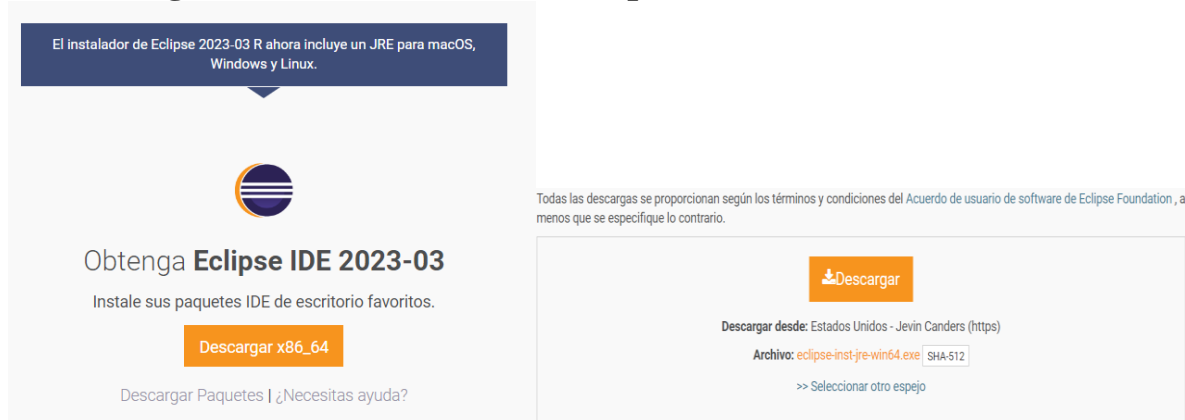 El instalador de Eclipse 2023-03 R ahora incluye un JRE para macOS,
Windows y Linux.
Obtenga Eclipse IDE 2023-03
Instale sus paquetes IDE de escritorio favoritos.
Descargar x86_64
Descargar Paquetes | ¿Necesitas ayuda?
Todas las descargas se proporcionan según los términos y condiciones del Acuerdo de usuario de software de Eclipse Foundation , a
menos que se especifique lo contrario.
Descargar
Descargar desde: Estados Unidos - Jevin Canders (https)
Archivo: eclipse-inst-jre-win64.exe SHA-512
>> Seleccionar otro espejo